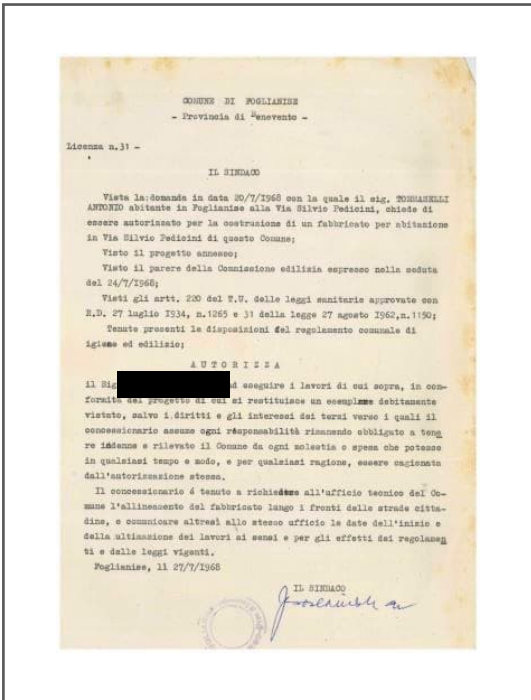 COMUNE DI FOGLIANISE
- Provincia di Benevento -
Licenza n.31 -
IL SINDACO
Vista la domanda in data 20/7/1968 con la quale il sig. TOMMASELLI
ANTONIO abitante in Foglianise alla Via Silvio Pedicini, chiede di
essere autorizzato per la costruzione di un fabbricato per abitazione
in Via Silvio Pedicini di questo Comune;
Visto il progetto annesso;
Visto il parere della Commissione edilizia espresso nella seduta
del 24/7/1968;
Visti gli artt. 220 del T.U. delle leggi sanitarie approvate con
R.D. 27 luglio 1934, n.1265 e 31 della legge 27 agosto 1962,n.1150;
Tenute presenti le disposizioni del regolamento comunale di
igiene ed edilizio;
AUTORIZZA
il Sig ad eseguire i lavori di cui sopra, in con-
formità del progetto di cui si restituisce un esemplare debitamente
vistato, salvo i diritti e gli interessi dei terzi verso i quali il
concessionario assume ogni responsabilità rimanendo obbligato a tene
re indenne e rilevato il Comune da ogni molestia o spesa che potesse
in qualsiasi tempo e modo, e per qualsiasi ragione, essere cagionata
dall'autorizzazione stessa.
Il concessionario é tenuto a richiedere all'ufficio tecnico del Co-
mune l'allineamento del fabbricato lungo i fronti delle strade citta-
dine, e comunicare altresì allo stesso ufficio le date dell'inizio e
della ultimazione dei lavori ai sensi e per gli effetti dei regolamen
ti e delle leggi vigenti.
Foglianise, li 27/7/1968
IL SINDACO